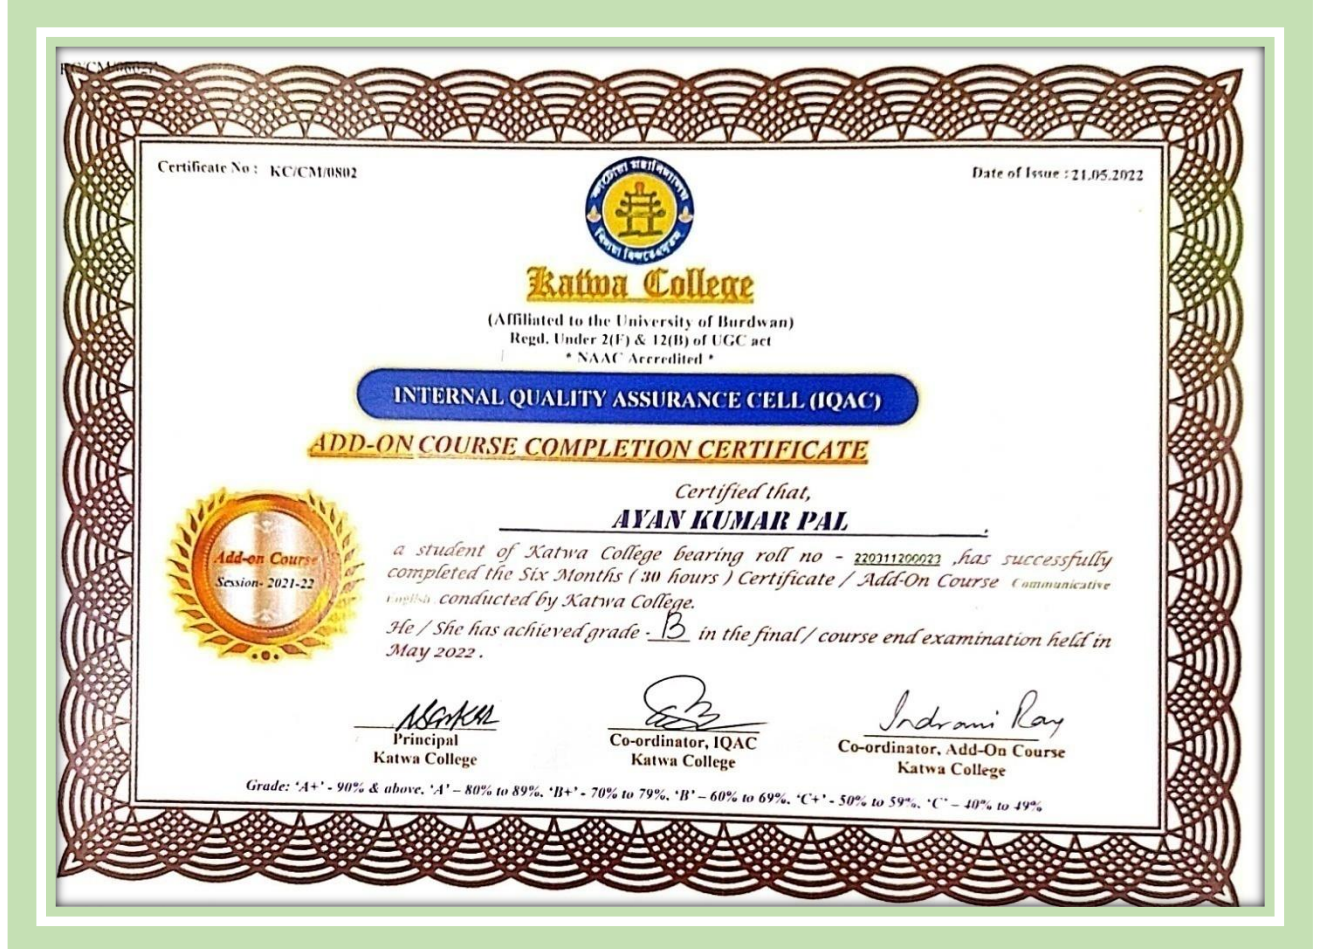 Certificate No : KC/CM/0802
Date of Issue : 21.05.2022
কাটোয়া মহাবিদ্যালয়
Katwa College
(Affiliated to the University of Burdwan)
Regd. Under 2(F) & 12(B) of UGC act
* NAAC Accredited *
INTERNAL QUALITY ASSURANCE CELL (IQAC)
ADD-ON COURSE COMPLETION CERTIFICATE
Certified that,
AYAN KUMAR PAL
Add-on Course
Session- 2021-22
a student of Katwa College bearing roll no - 220311200023 ,has successfully
completed the Six Months ( 30 hours ) Certificate / Add-On Course Communicative
English conducted by Katwa College.
He / She has achieved grade - B in the final / course end examination held in
May 2022 .
Indrani Ray
Principal
Katwa College
Co-ordinator, IQAC
Katwa College
Co-ordinator, Add-On Course
Katwa College
Grade: 'A+' - 90% & above, 'A' – 80% to 89%, 'B+' - 70% to 79%, 'B' – 60% to 69%, 'C+' - 50% to 59%, 'C' – 40% to 49%